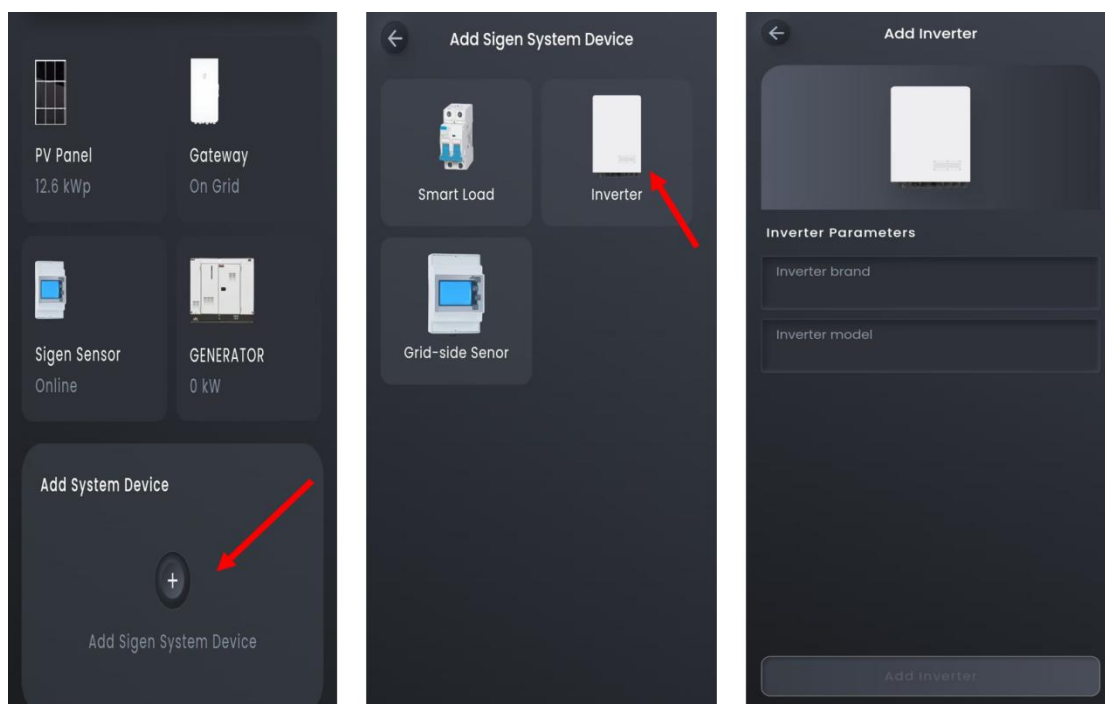 PV Panel
12.6 kWp
Gateway
On Grid
Sigen Sensor
Online
GENERATOR
0 kW
Add System Device
+
Add Sigen System Device
Add Sigen System Device
Smart Load
Inverter
Grid-side Senor
Add Inverter
Inverter Parameters
Inverter brand
Inverter model
Add Inverter